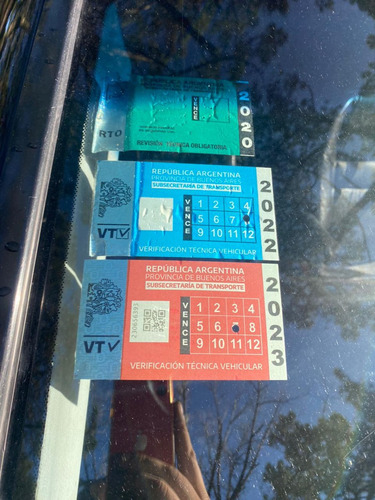 REPÚBLICA ARGENTINA
RTO
VENCE
2020
REVISIÓN TÉCNICA OBLIGATORIA
REPÚBLICA ARGENTINA
PROVINCIA DE BUENOS AIRES
SUBSECRETARÍA DE TRANSPORTE
VENCE
1 2 3 4
5 6 7
9 10 11 12
2022
VTV
VERIFICACIÓN TÉCNICA VEHICULAR
REPÚBLICA ARGENTINA
PROVINCIA DE BUENOS AIRES
SUBSECRETARÍA DE TRANSPORTE
VENCE
1 2 3 4
5 6 8
9 10 11 12
2023
VTV
VERIFICACIÓN TÉCNICA VEHICULAR